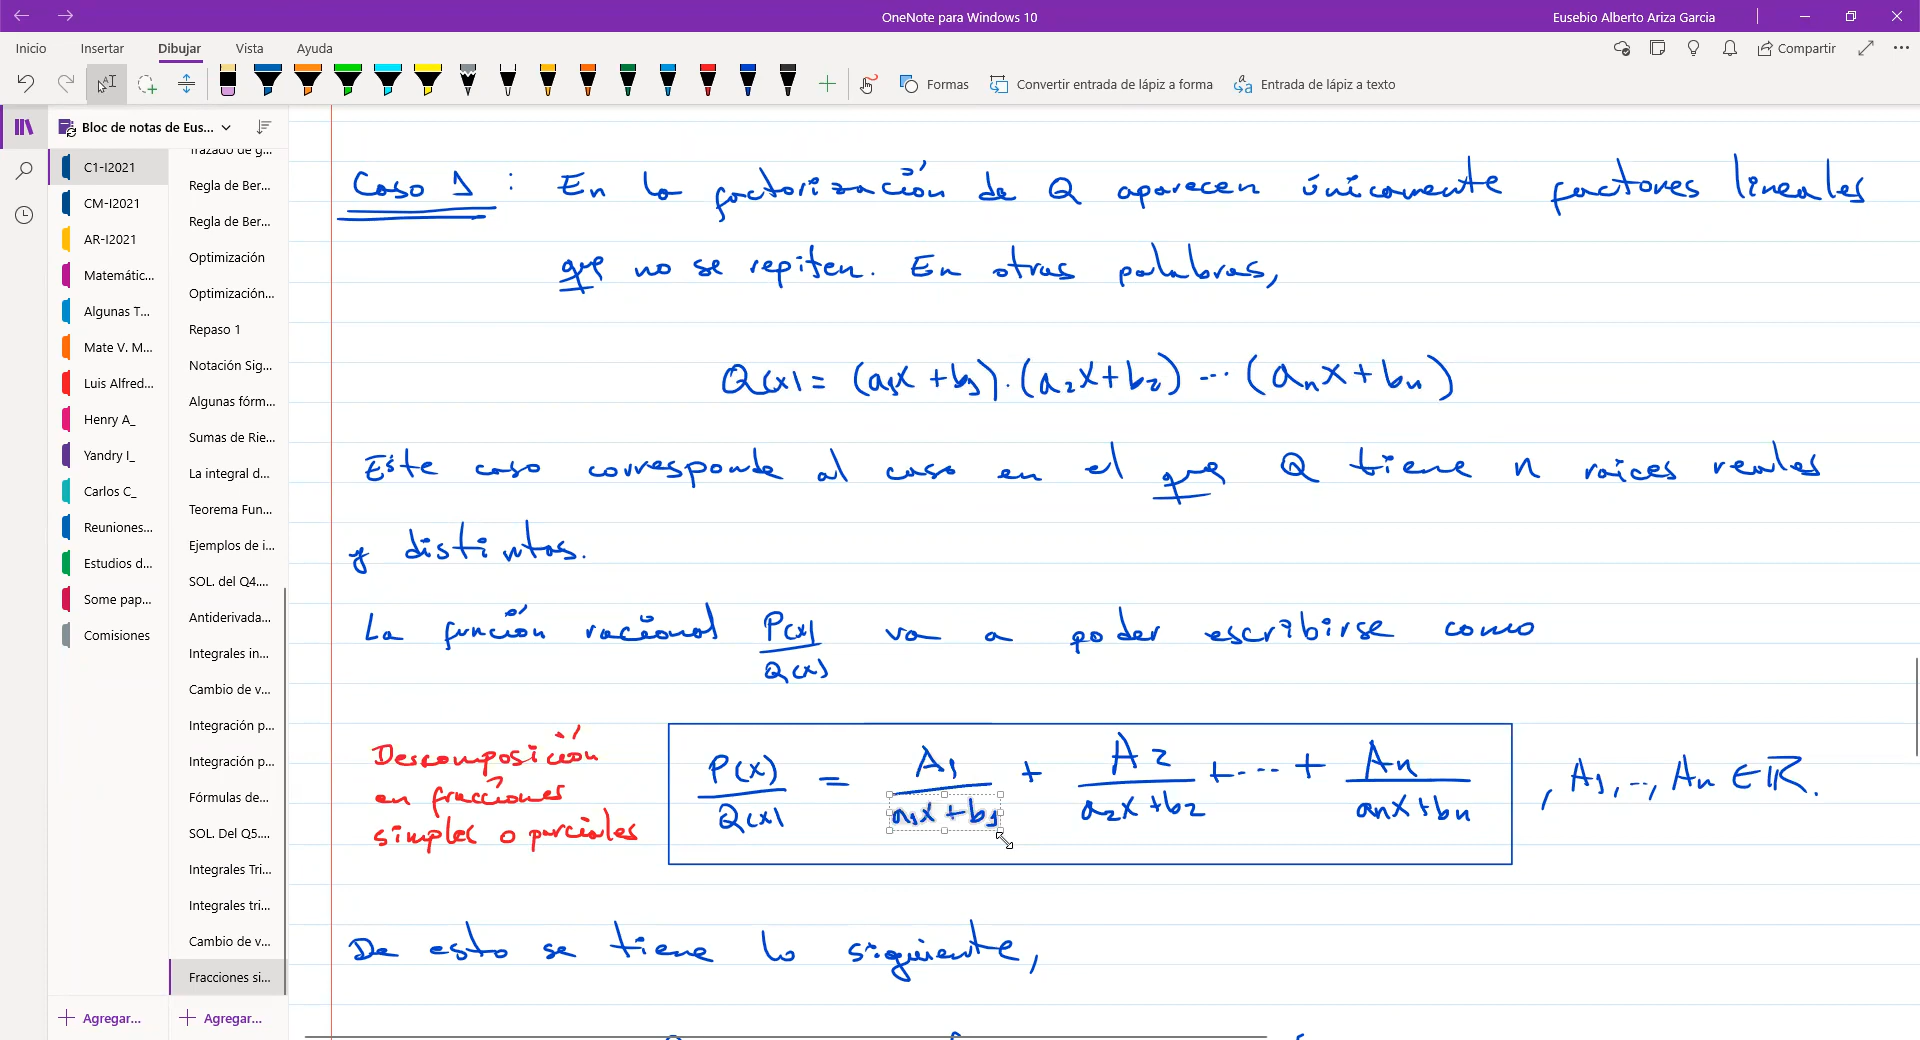 OneNote para Windows 10
Eusebio Alberto Ariza Garcia
Inicio
Insertar
Dibujar
Vista
Ayuda
Compartir
Formas
Convertir entrada de lápiz a forma
Entrada de lápiz a texto
Bloc de notas de Eus...
C1-I2021
CM-I2021
AR-I2021
Matemátic...
Algunas T...
Mate V. M...
Luis Alfred...
Henry A_
Yandry I_
Carlos C_
Reuniones...
Estudios d...
Some pap...
Comisiones
Agregar...
Trazado de g...
Regla de Ber...
Regla de Ber...
Optimización
Optimización...
Repaso 1
Notación Sig...
Algunas fórm...
Sumas de Rie...
La integral d...
Teorema Fun...
Ejemplos de i...
SOL. del Q4....
Antiderivada...
Integrales in...
Cambio de v...
Integración p...
Integración p...
Fórmulas de...
SOL. Del Q5....
Integrales Tri...
Integrales tri...
Cambio de v...
Fracciones si...
Agregar...
Caso 1 : En la factorización de Q aparecen únicamente factores lineales
que no se repiten. En otras palabras,
Q(x) = (a₁x + b₁).(a₂x + b₂) ... (aₙx + bₙ)
Este caso corresponde al caso en el que Q tiene n raices reales
y distintas.
La función racional P(x)/Q(x) va a poder escribirse como
Descomposición
en fracciones
simples o parciales
P(x)/Q(x) = A₁/(a₁x + b₁) + A₂/(a₂x + b₂) + ... + Aₙ/(aₙx + bₙ) , A₁, ..., Aₙ ∈ ℝ.
De esto se tiene lo siguiente,